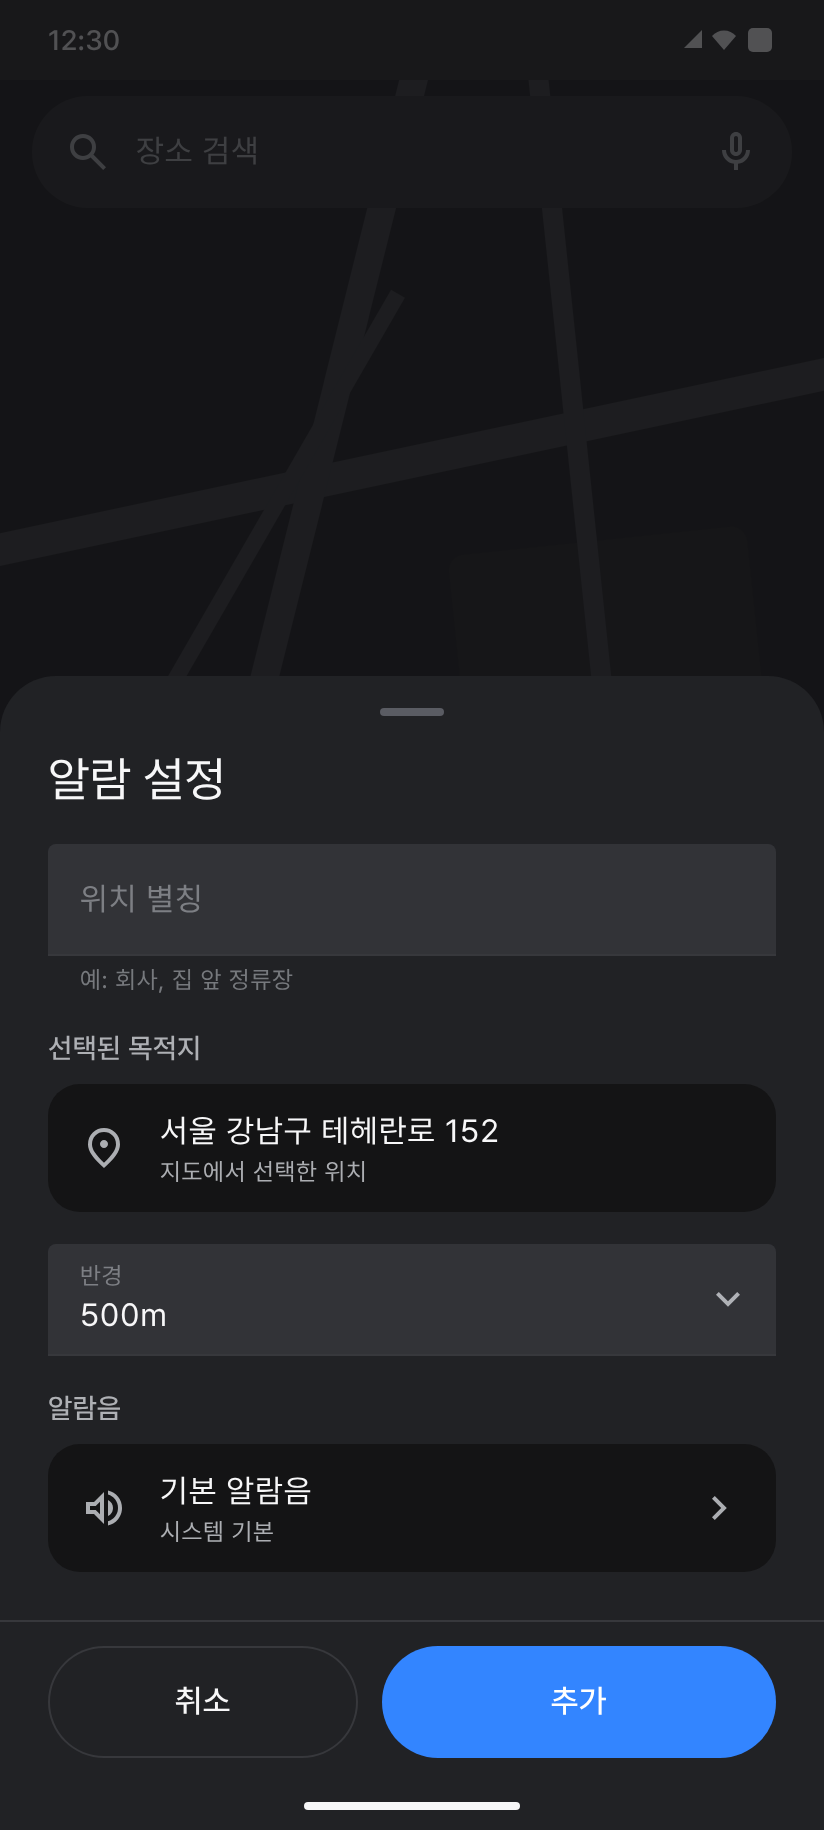 12:30
장소 검색
알람 설정
위치 별칭
예: 회사, 집 앞 정류장
선택된 목적지
서울 강남구 테헤란로 152
지도에서 선택한 위치
반경
500m
알람음
기본 알람음
시스템 기본
취소
추가